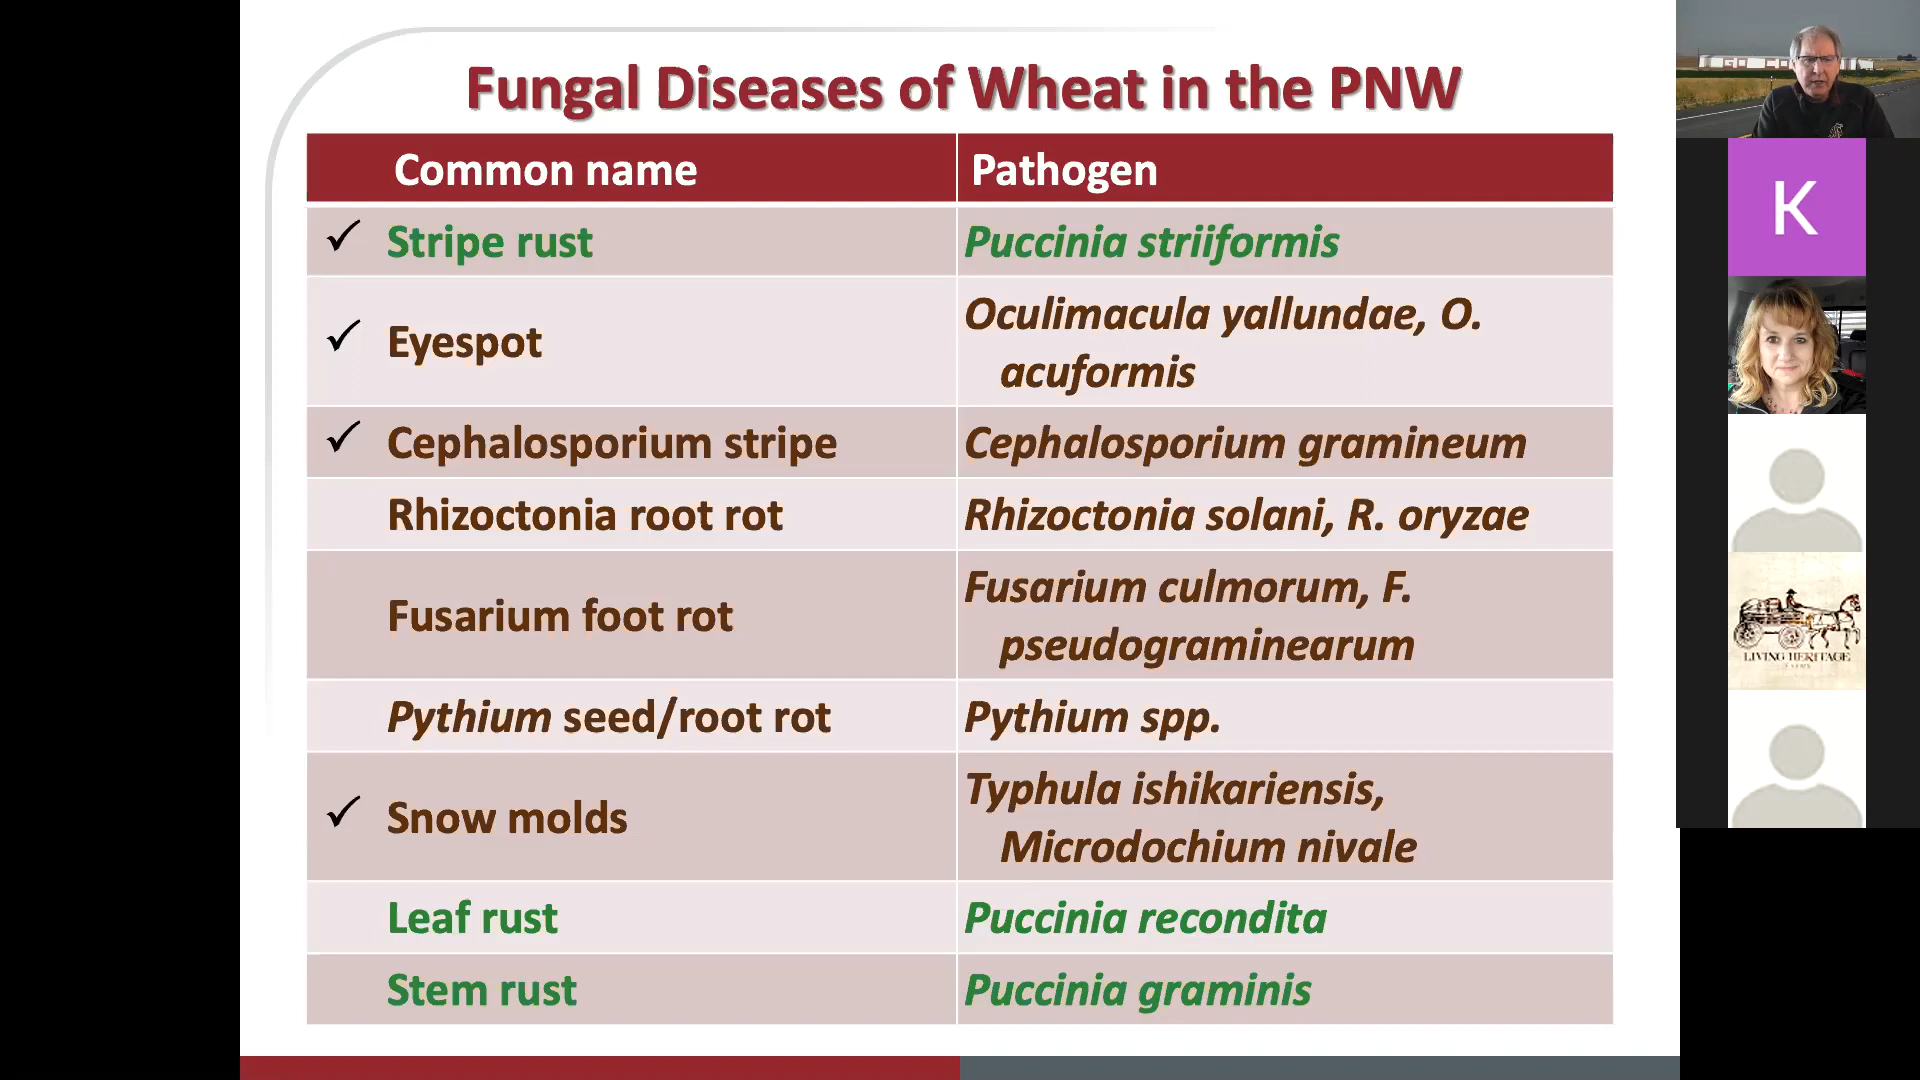 Fungal Diseases of Wheat in the PNW
Common name Pathogen
✓ Stripe rust Puccinia striiformis
✓ Eyespot Oculimacula yallundae, O.
acuformis
✓ Cephalosporium stripe Cephalosporium gramineum
Rhizoctonia root rot Rhizoctonia solani, R. oryzae
Fusarium foot rot Fusarium culmorum, F.
pseudograminearum
Pythium seed/root rot Pythium spp.
✓ Snow molds Typhula ishikariensis,
Microdochium nivale
Leaf rust Puccinia recondita
Stem rust Puccinia graminis
K
LIVING HERITAGE